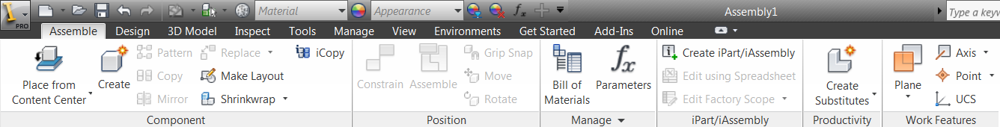 PRO Material Appearance fx Assembly1 Type a keyw
Assemble Design 3D Model Inspect Tools Manage View Environments Get Started Add-Ins Online
Place from Content Center
Create
Pattern
Copy
Mirror
Replace
Make Layout
Shrinkwrap
iCopy
Component
Constrain
Assemble
Grip Snap
Move
Rotate
Position
Bill of
Materials
fx
Parameters
Manage
Create iPart/iAssembly
Edit using Spreadsheet
Edit Factory Scope
iPart/iAssembly
Create
Substitutes
Productivity
Plane
Axis
Point
UCS
Work Features